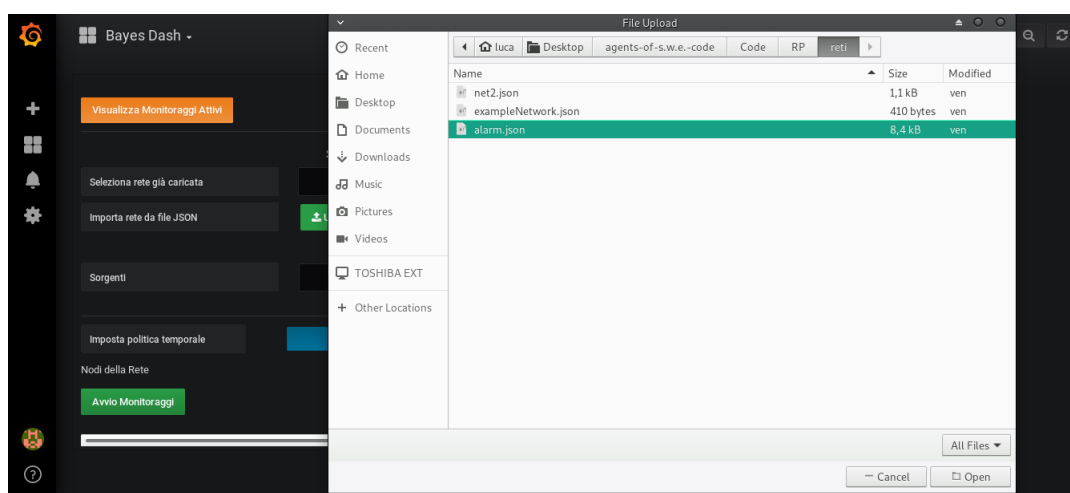 Bayes Dash
Visualizza Monitoraggi Attivi
Seleziona rete già caricata
Importa rete da file JSON
Sorgenti
Imposta politica temporale
Nodi della Rete
Avvio Monitoraggi
File Upload
Recent
Home
Desktop
Documents
Downloads
Music
Pictures
Videos
TOSHIBA EXT
+ Other Locations
luca Desktop agents-of-s.w.e.-code Code RP reti
Name Size Modified
net2.json 1,1 kB ven
exampleNetwork.json 410 bytes ven
alarm.json 8,4 kB ven
All Files
Cancel Open